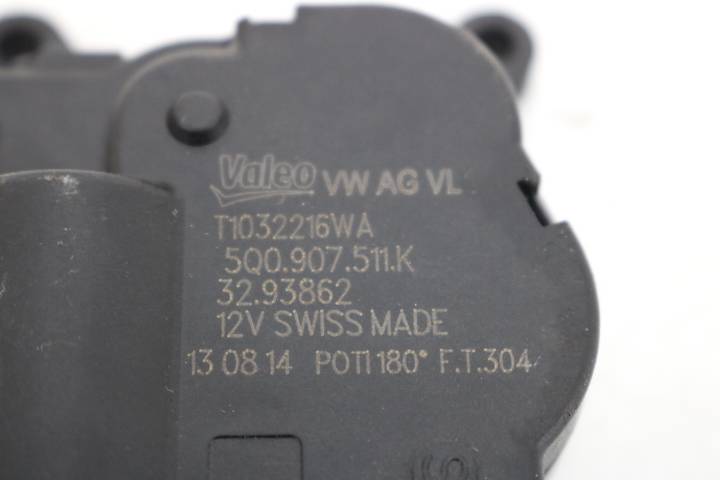 Valeo VW AG VL
T1032216WA
5Q0.907.511.K
32.93862
12V SWISS MADE
13 08 14 POTI 180° F.T.304